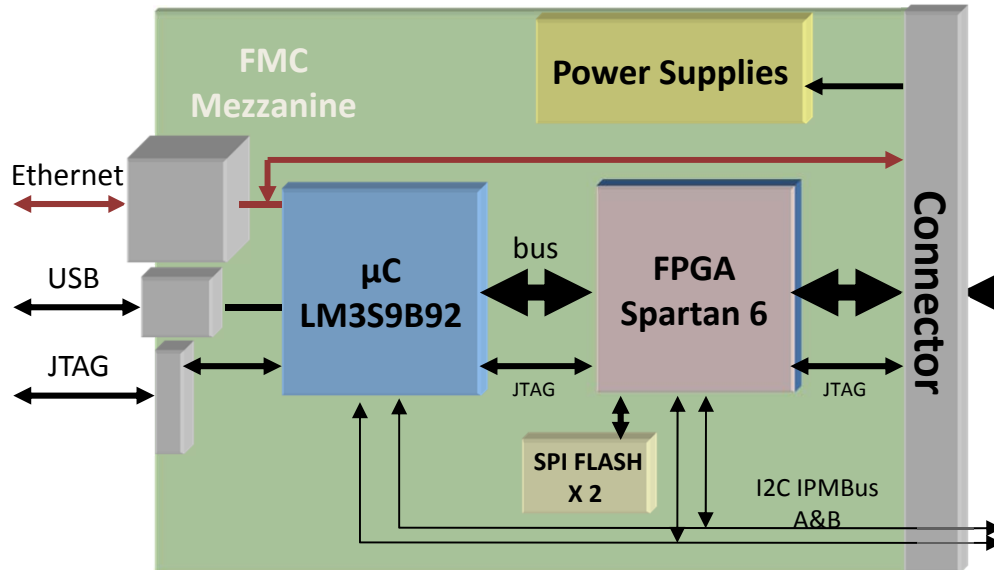 FMC
Mezzanine
Power Supplies
Ethernet
USB
JTAG
µC
LM3S9B92
bus
FPGA
Spartan 6
JTAG
JTAG
SPI FLASH
X 2
I2C IPMBus
A&B
Connector